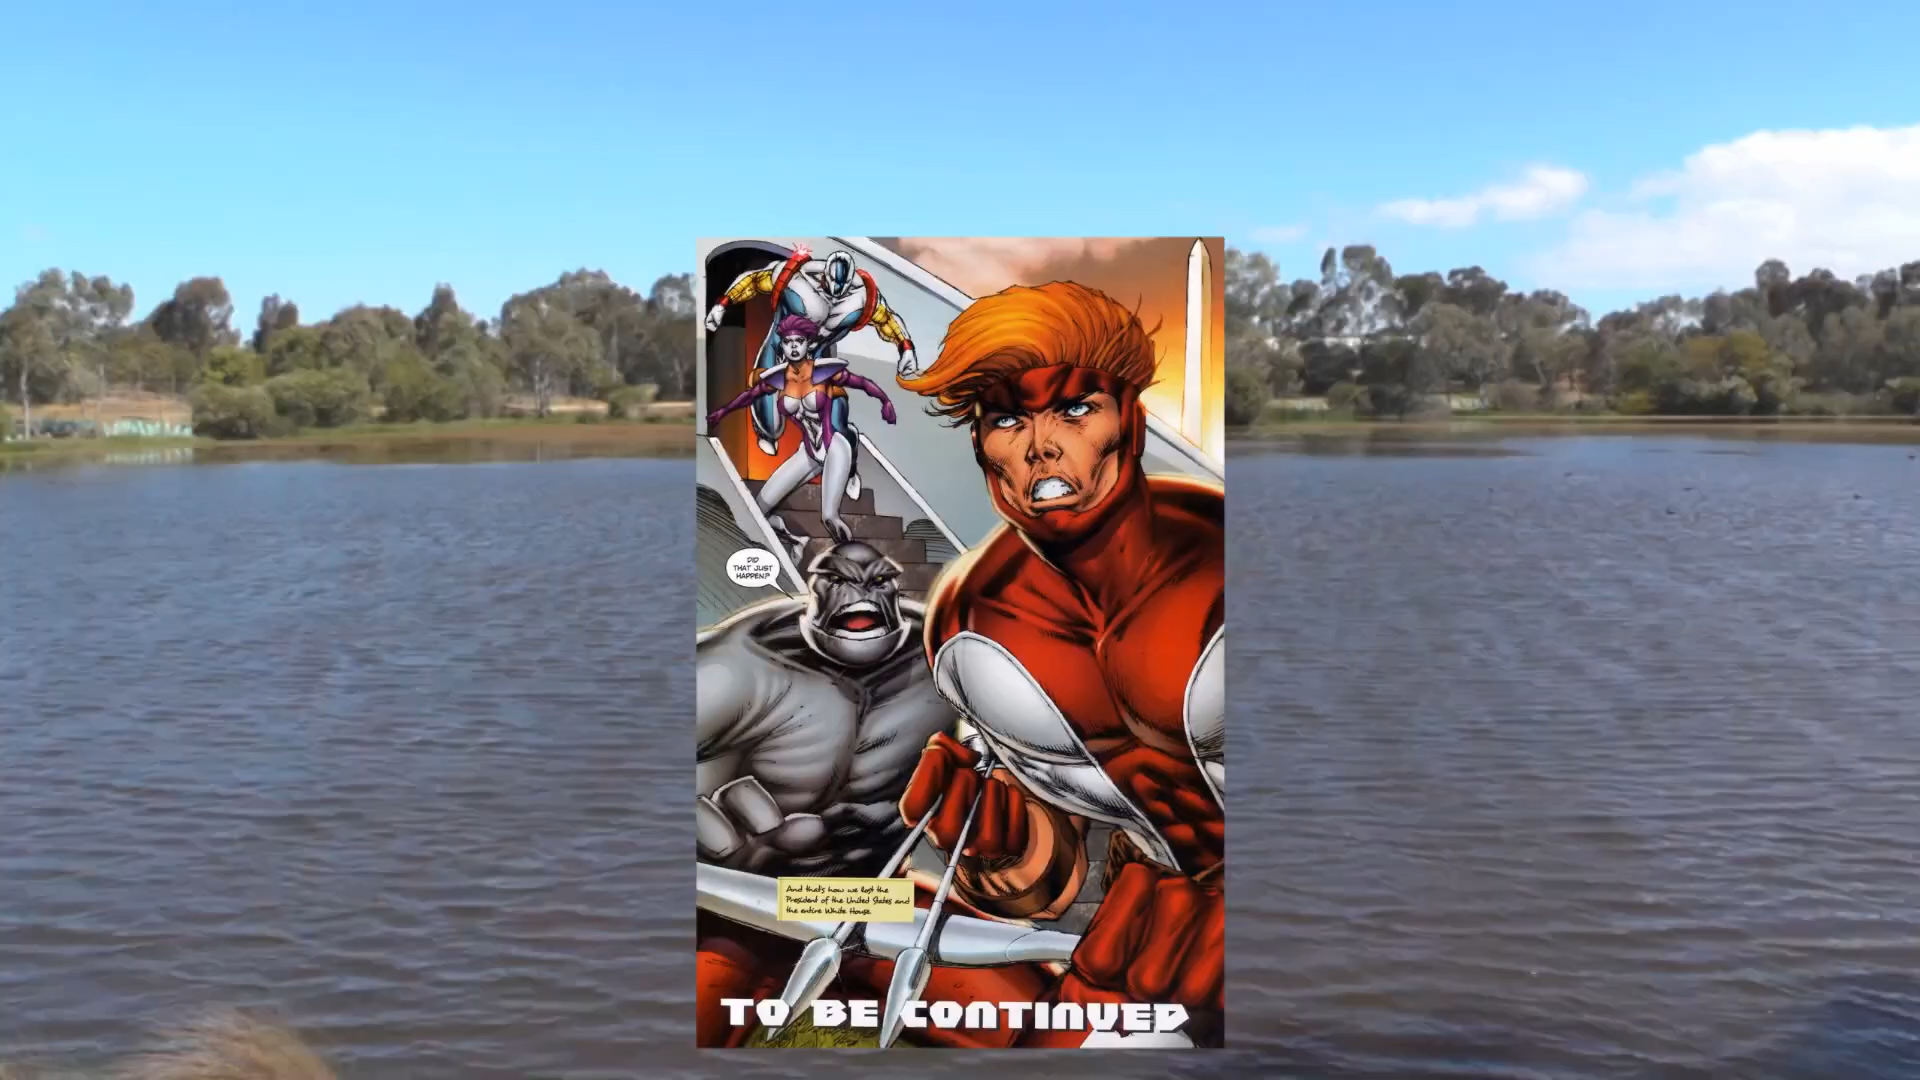 DID
THAT JUST
HAPPEN?
And that's how we lost the
President of the United States and
the entire White House
TO BE CONTINUED